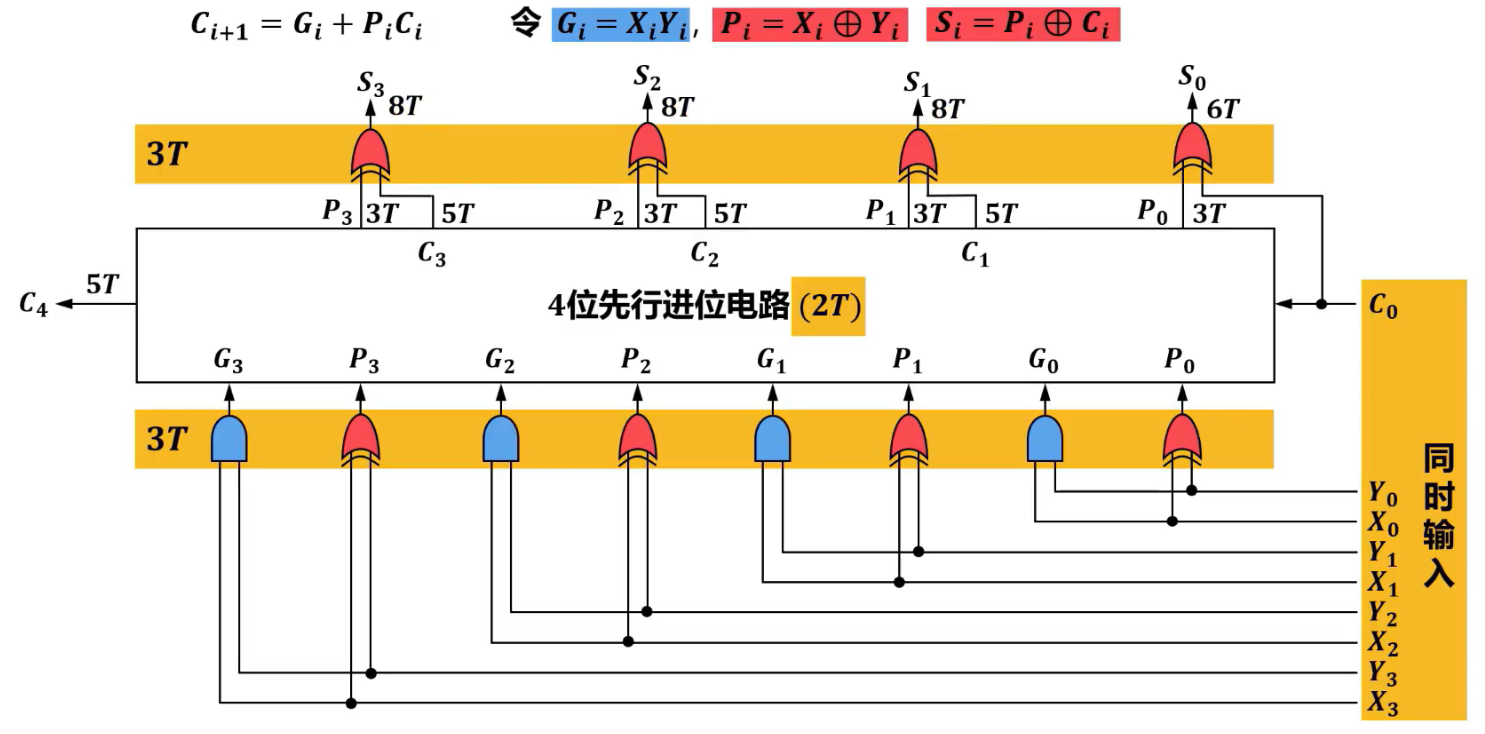 C_{i+1} = G_i + P_iC_i 令 G_i = X_iY_i, P_i = X_i ⊕ Y_i S_i = P_i ⊕ C_i
S_3 S_2 S_1 S_0
8T 8T 8T 6T
3T
P_3 3T 5T P_2 3T 5T P_1 3T 5T P_0 3T
C_3 C_2 C_1
C_4 5T 4位先行进位电路 (2T) C_0
G_3 P_3 G_2 P_2 G_1 P_1 G_0 P_0
3T
同时输入
Y_0
X_0
Y_1
X_1
Y_2
X_2
Y_3
X_3